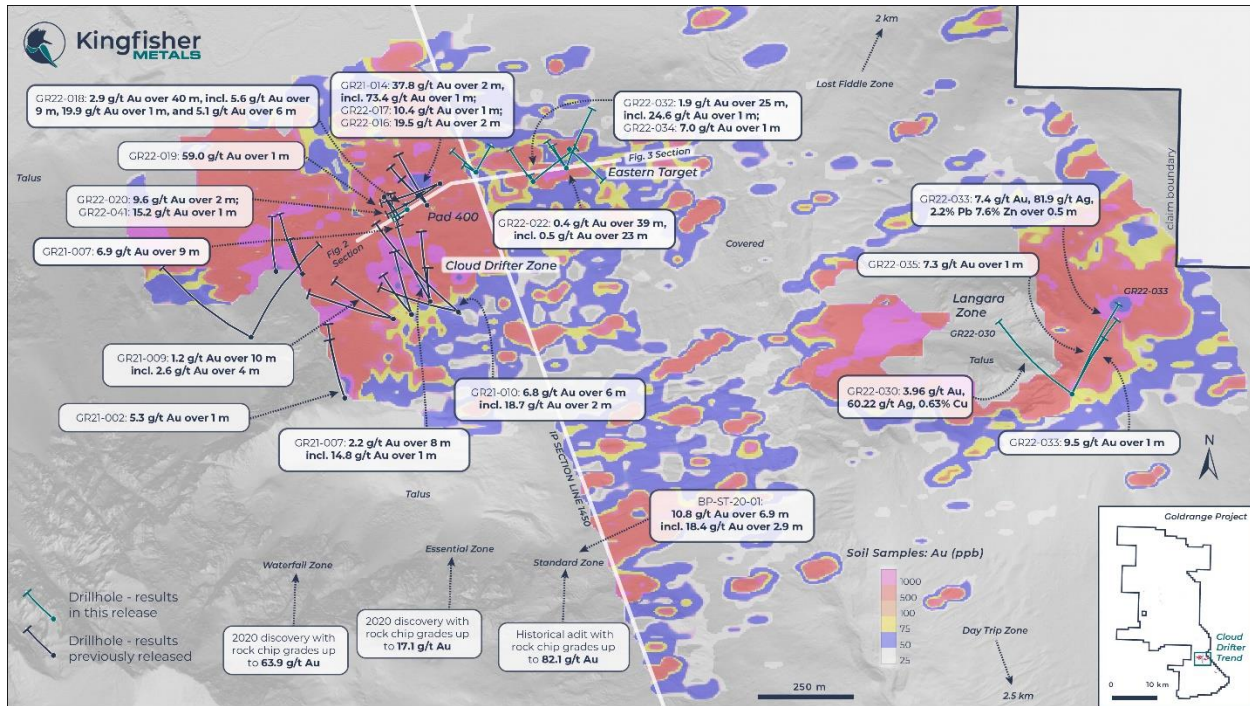 Kingfisher
METALS
2 km
Lost Fiddle Zone
GR22-018: 2.9 g/t Au over 40 m, incl. 5.6 g/t Au over
9 m, 19.9 g/t Au over 1 m, and 5.1 g/t Au over 6 m
GR21-014: 37.8 g/t Au over 2 m,
incl. 73.4 g/t Au over 1 m;
GR22-017: 10.4 g/t Au over 1 m;
GR22-016: 19.5 g/t Au over 2 m
GR22-032: 1.9 g/t Au over 25 m,
incl. 24.6 g/t Au over 1 m;
GR22-034: 7.0 g/t Au over 1 m
GR22-019: 59.0 g/t Au over 1 m
Talus
Fig. 3 Section
Eastern Target
claim boundary
GR22-020: 9.6 g/t Au over 2 m;
GR22-041: 15.2 g/t Au over 1 m
Pad 400
GR22-033: 7.4 g/t Au, 81.9 g/t Ag,
2.2% Pb 7.6% Zn over 0.5 m
GR22-022: 0.4 g/t Au over 39 m,
incl. 0.5 g/t Au over 23 m
GR21-007: 6.9 g/t Au over 9 m
Fig. 2
Section
Covered
Cloud Drifter Zone
GR22-035: 7.3 g/t Au over 1 m
GR22-033
Langara
Zone
GR22-030
Talus
GR21-009: 1.2 g/t Au over 10 m
incl. 2.6 g/t Au over 4 m
GR21-010: 6.8 g/t Au over 6 m
incl. 18.7 g/t Au over 2 m
GR22-030: 3.96 g/t Au,
60.22 g/t Ag, 0.63% Cu
GR21-002: 5.3 g/t Au over 1 m
GR21-007: 2.2 g/t Au over 8 m
incl. 14.8 g/t Au over 1 m
GR22-033: 9.5 g/t Au over 1 m
N
IP SECTION LINE 1450
Talus
BP-ST-20-01:
10.8 g/t Au over 6.9 m
incl. 18.4 g/t Au over 2.9 m
Goldrange Project
Waterfall Zone
Essential Zone
Standard Zone
Soil Samples: Au (ppb)
1000
500
100
75
50
25
Drillhole - results
in this release
Drillhole - results
previously released
2020 discovery with
rock chip grades up
to 63.9 g/t Au
2020 discovery with
rock chip grades up to
17.1 g/t Au
Historical adit with
rock chip grades up
to 82.1 g/t Au
Day Trip Zone
2.5 km
250 m
Cloud
Drifter
Trend
0 10 km